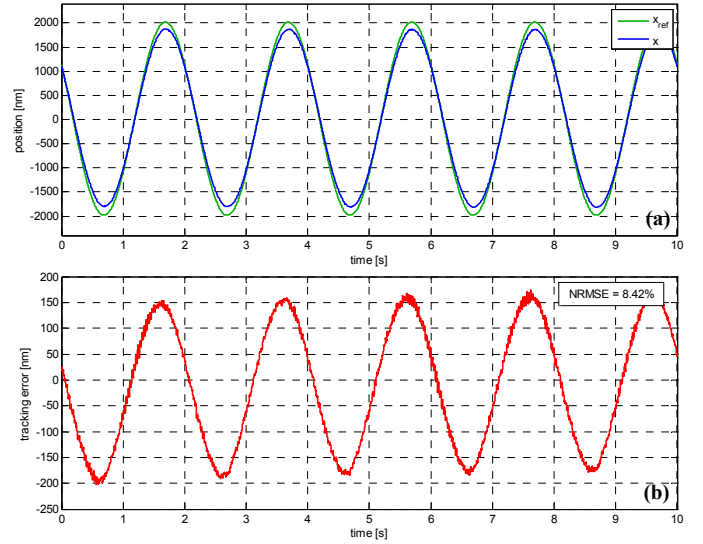 2000
1500
1000
500
0
-500
-1000
-1500
-2000
position [nm]
x_ref
x
(a)
0 1 2 3 4 5 6 7 8 9 10
time [s]
200
150
100
50
0
-50
-100
-150
-200
-250
tracking error [nm]
NRMSE = 8.42%
(b)
0 1 2 3 4 5 6 7 8 9 10
time [s]